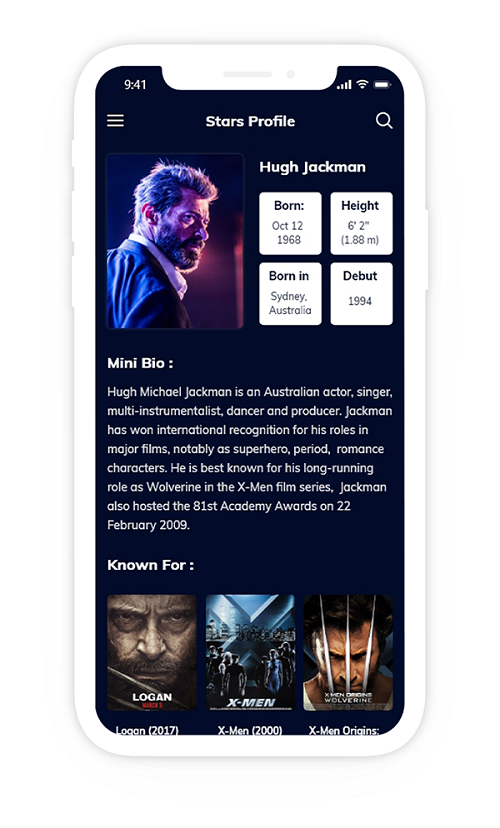 9:41
Stars Profile
Hugh Jackman
Born:
Oct 12
1968
Height
6' 2"
(1.88 m)
Born in
Sydney,
Australia
Debut
1994
Mini Bio :
Hugh Michael Jackman is an Australian actor, singer,
multi-instrumentalist, dancer and producer. Jackman
has won international recognition for his roles in
major films, notably as superhero, period,  romance
characters. He is best known for his long-running
role as Wolverine in the X-Men film series,  Jackman
also hosted the 81st Academy Awards on 22
February 2009.
Known For :
LOGAN
MARCH 3
X-MEN
X-MEN ORIGINS
WOLVERINE
Logan (2017)
X-Men (2000)
X-Men Origins: